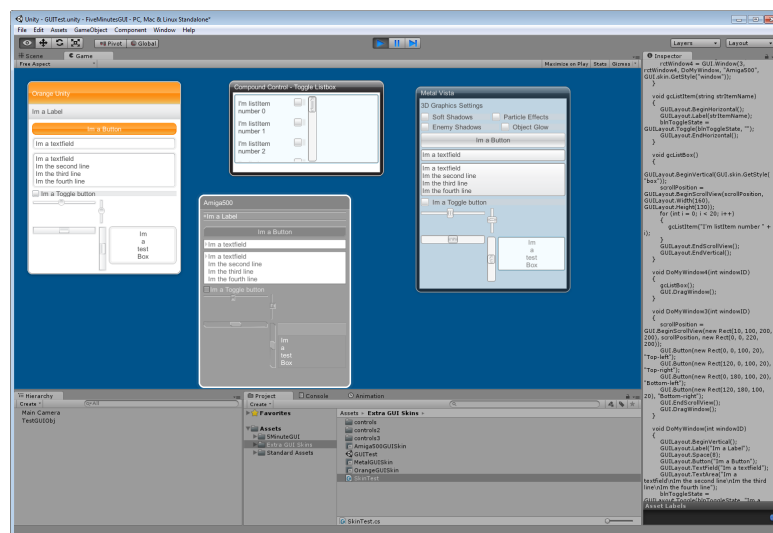 Unity - GUITest.unity - FiveMinutesGUI - PC, Mac & Linux Standalone*
File Edit Assets GameObject Component Window Help
Pivot Global
Layers Layout
Scene Game
Free Aspect Maximize on Play Stats Gizmos
Orange Unity
Im a Label
Im a Button
Im a textfield
Im a textfield
Im the second line
Im the third line
Im the fourth line
Im a Toggle button
Im
a
test
Box
Compound Control - Toggle Listbox
I'm listItem
number 0
I'm listItem
number 1
I'm listItem
number 2
Metal Vista
3D Graphics Settings
Soft Shadows Particle Effects
Enemy Shadows Object Glow
Im a Button
Im a textfield
Im a textfield
Im the second line
Im the third line
Im the fourth line
Im a Toggle button
Im
a
test
Box
Amiga500
Im a Label
Im a Button
Im a textfield
Im a textfield
Im the second line
Im the third line
Im the fourth line
Im a Toggle button
Im
a
test
Box
Inspector
rctWindow4 = GUI.Window(3,
rctWindow4, DoMyWindow, "Amiga500",
GUI.skin.GetStyle("window"));
}
void gcListItem(string strItemName)
{
GUILayout.BeginHorizontal();
GUILayout.Label(strItemName);
blnToggleState =
GUILayout.Toggle(blnToggleState, "");
GUILayout.EndHorizontal();
}
void gcListBox()
{
GUILayout.BeginVertical(GUI.skin.GetStyle(
"box"));
scrollPosition =
GUILayout.BeginScrollView(scrollPosition,
GUILayout.Width(160),
GUILayout.Height(130));
for (int i = 0; i < 20; i++)
{
gcListItem("I'm listItem number " +
i);
}
GUILayout.EndScrollView();
GUILayout.EndVertical();
}
void DoMyWindow4(int windowID)
{
gcListBox();
GUI.DragWindow();
}
void DoMyWindow3(int windowID)
{
scrollPosition =
GUI.BeginScrollView(new Rect(10, 100, 200,
200), scrollPosition, new Rect(0, 0, 220,
200));
GUI.Button(new Rect(0, 0, 100, 20),
"Top-left");
GUI.Button(new Rect(120, 0, 100, 20),
"Top-right");
GUI.Button(new Rect(0, 180, 100, 20),
"Bottom-left");
GUI.Button(new Rect(120, 180, 100,
20), "Bottom-right");
GUI.EndScrollView();
GUI.DragWindow();
}
void DoMyWindow(int windowID)
{
GUILayout.BeginVertical();
GUILayout.Label("Im a Label");
GUILayout.Space(8);
GUILayout.Button("Im a Button");
GUILayout.TextField("Im a textfield");
GUILayout.TextArea("Im a
textfield\nIm the second line\nIm the third
line\nIm the fourth line");
blnToggleState =
GUILayout.Toggle(blnToggleState, "Im a
Asset Labels
Hierarchy
Create All
Main Camera
TestGUIObj
Project Console Animation
Create
Favorites
Assets
5MinuteGUI
Extra GUI Skins
Standard Assets
Assets Extra GUI Skins
controls
controls2
controls3
Amiga500GUISkin
GUITest
MetalGUISkin
OrangeGUISkin
SkinTest
SkinTest.cs